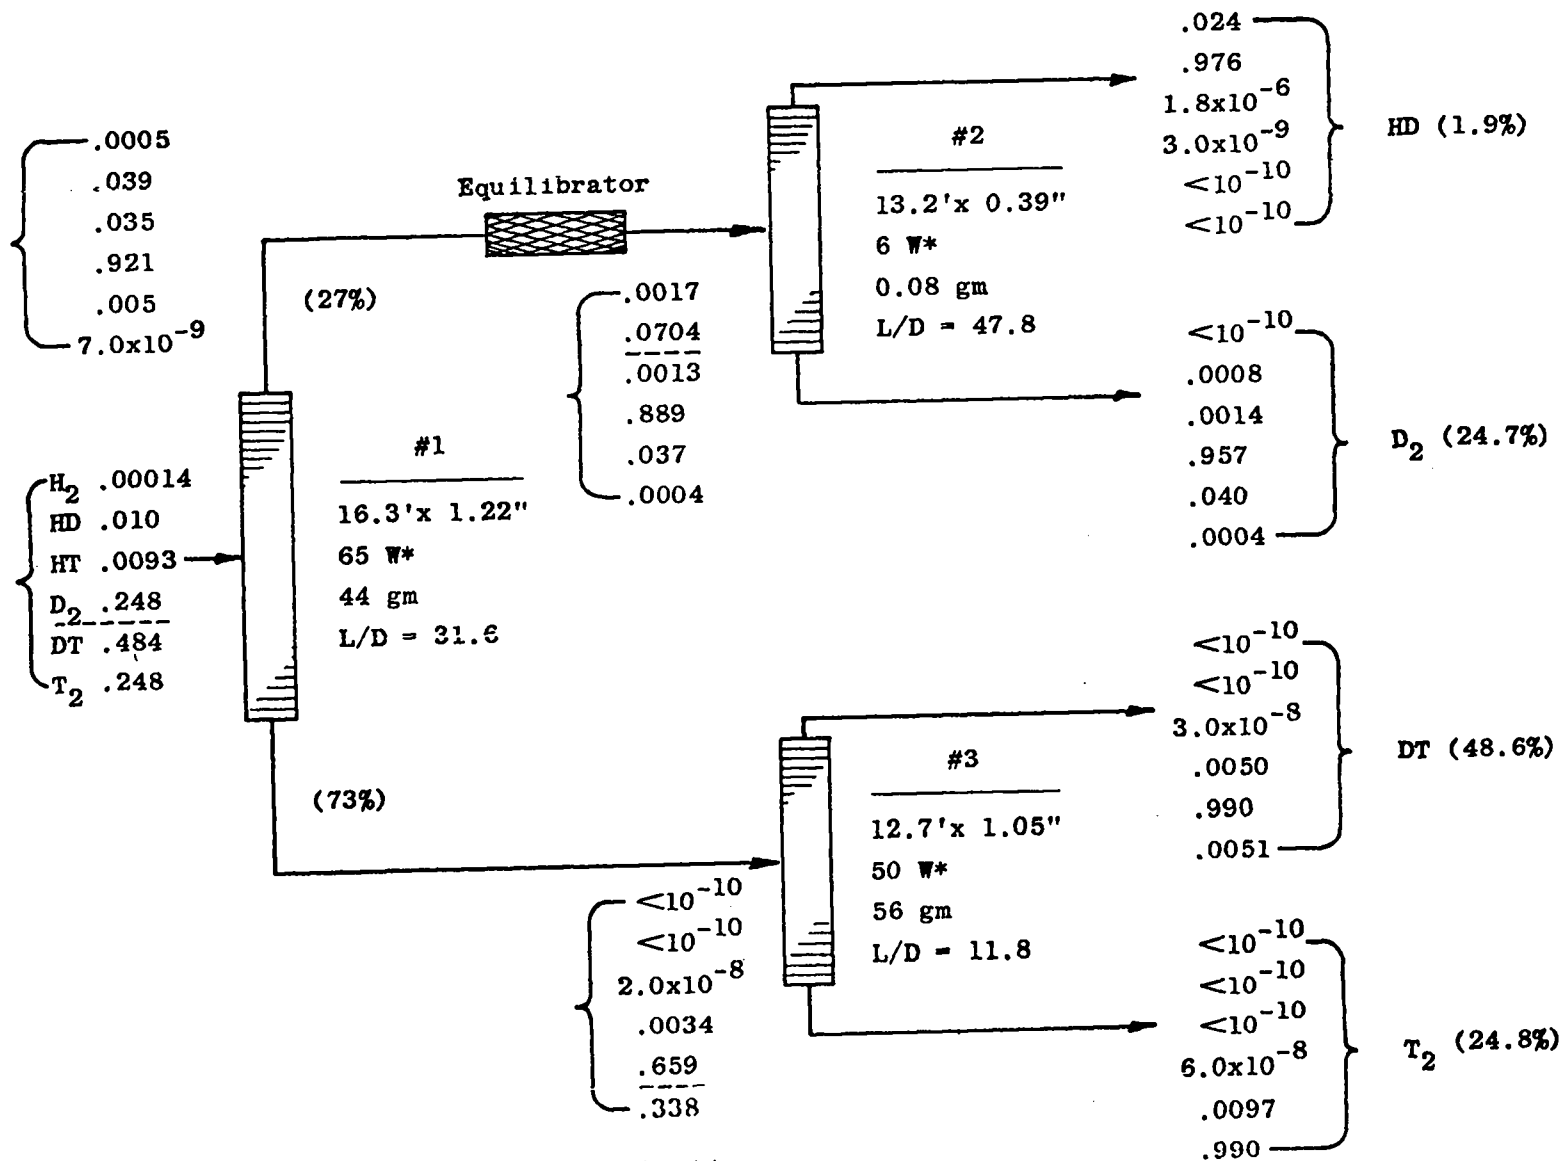 .0005
.039
.035
.921
.005
7.0x10⁻⁹
(27%)
Equilibrator
H₂ .00014
HD .010
HT .0093
D₂ .248
DT .484
T₂ .248
#1
16.3'x 1.22"
65 W*
44 gm
L/D = 31.6
.0017
.0704
.0013
.889
.037
.0004
#2
13.2'x 0.39"
6 W*
0.08 gm
L/D = 47.8
.024
.976
1.8x10⁻⁶
3.0x10⁻⁹
<10⁻¹⁰
<10⁻¹⁰
HD (1.9%)
<10⁻¹⁰
.0008
.0014
.957
.040
.0004
D₂ (24.7%)
(73%)
<10⁻¹⁰
<10⁻¹⁰
2.0x10⁻⁸
.0034
.659
.338
#3
12.7'x 1.05"
50 W*
56 gm
L/D = 11.8
<10⁻¹⁰
<10⁻¹⁰
3.0x10⁻⁸
.0050
.990
.0051
DT (48.6%)
<10⁻¹⁰
<10⁻¹⁰
<10⁻¹⁰
6.0x10⁻⁸
.0097
.990
T₂ (24.8%)